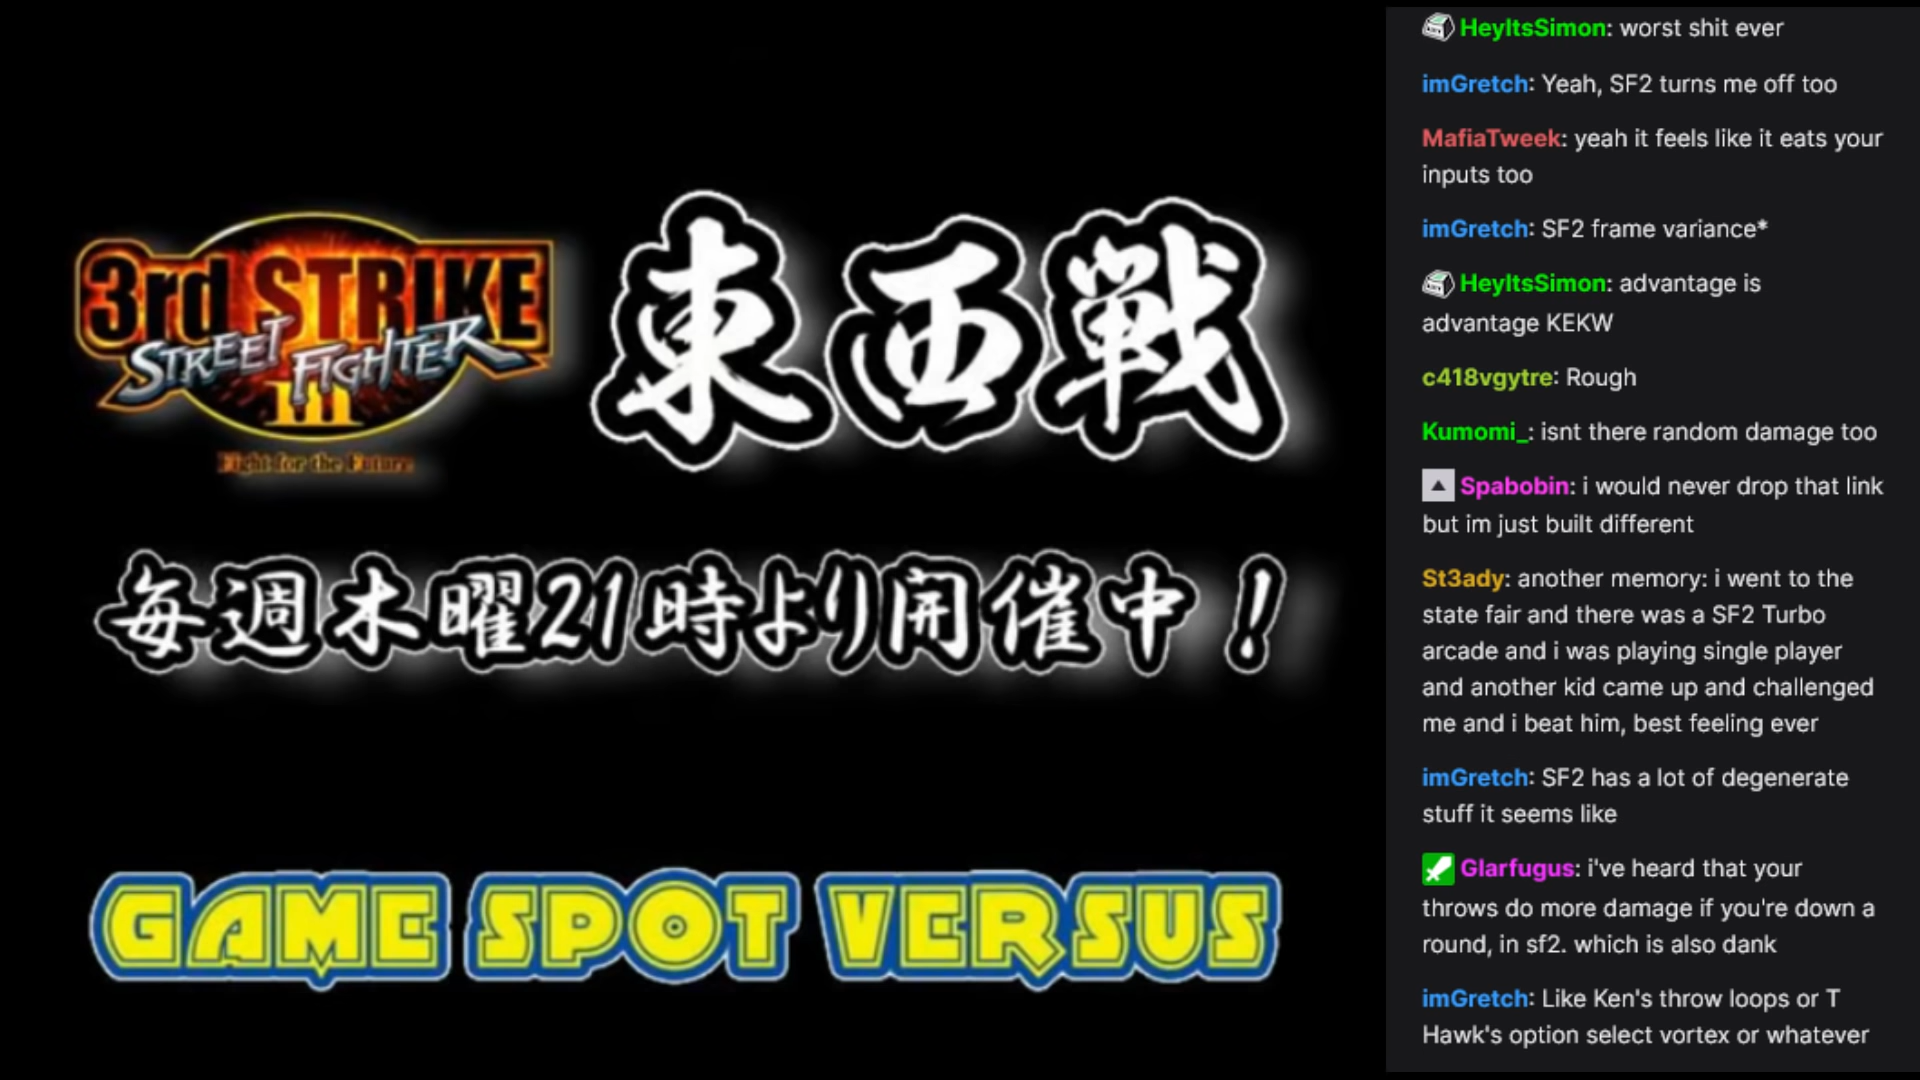 3rd STRIKE
STREET FIGHTER
III
Fight for the Future
東西戦
毎週木曜21時より開催中！
GAME SPOT VERSUS
HeyItsSimon: worst shit ever
imGretch: Yeah, SF2 turns me off too
MafiaTweek: yeah it feels like it eats your
inputs too
imGretch: SF2 frame variance*
HeyItsSimon: advantage is
advantage KEKW
c418vgytre: Rough
Kumomi_: isnt there random damage too
Spabobin: i would never drop that link
but im just built different
St3ady: another memory: i went to the
state fair and there was a SF2 Turbo
arcade and i was playing single player
and another kid came up and challenged
me and i beat him, best feeling ever
imGretch: SF2 has a lot of degenerate
stuff it seems like
Glarfugus: i've heard that your
throws do more damage if you're down a
round, in sf2. which is also dank
imGretch: Like Ken's throw loops or T
Hawk's option select vortex or whatever